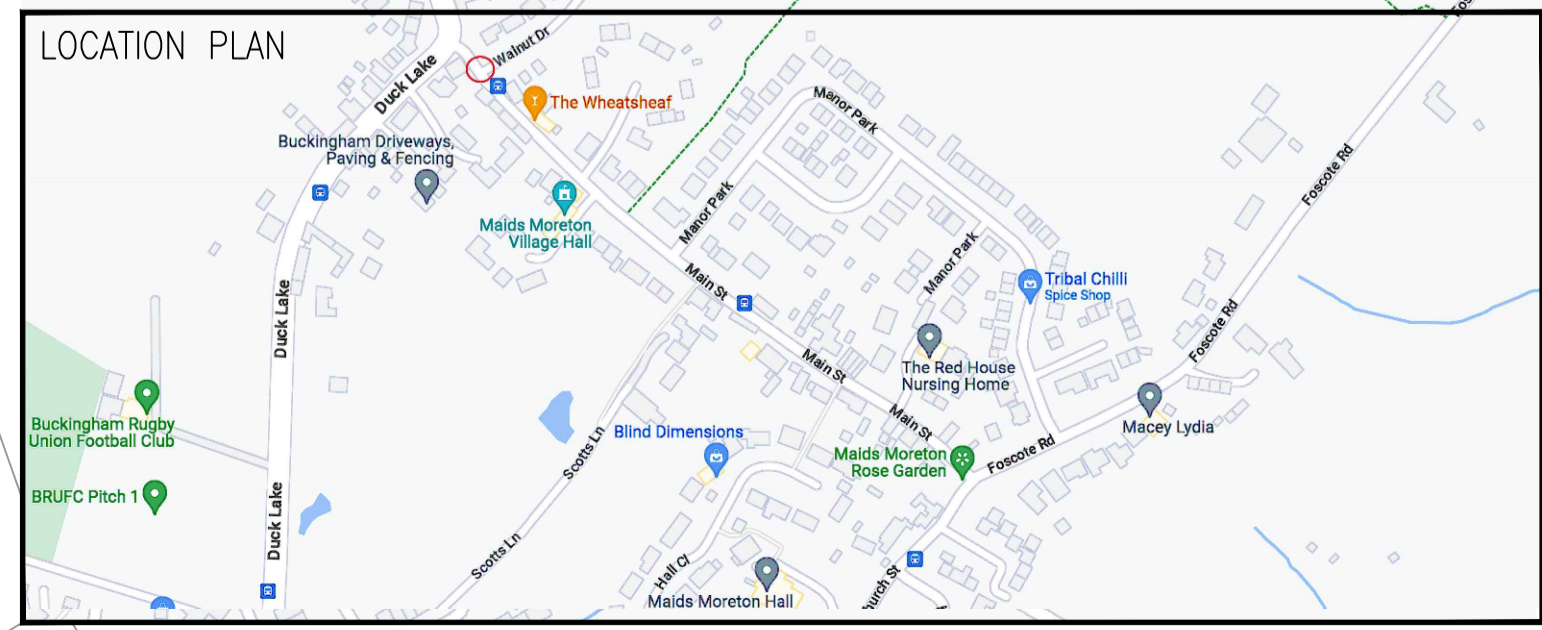 LOCATION PLAN
Walnut Dr
Duck Lake
The Wheatsheaf
Manor Park
Buckingham Driveways,
Paving & Fencing
Foscote Rd
Maids Moreton
Village Hall
Manor Park
Manor Park
Main St
Tribal Chilli
Spice Shop
Duck Lake
Foscote Rd
Main St
The Red House
Nursing Home
Buckingham Rugby
Union Football Club
Main St
Macey Lydia
Blind Dimensions
Scotts Ln
Maids Moreton
Rose Garden
Foscote Rd
BRUFC Pitch 1
Duck Lake
Scotts Ln
Hall Cl
Maids Moreton Hall